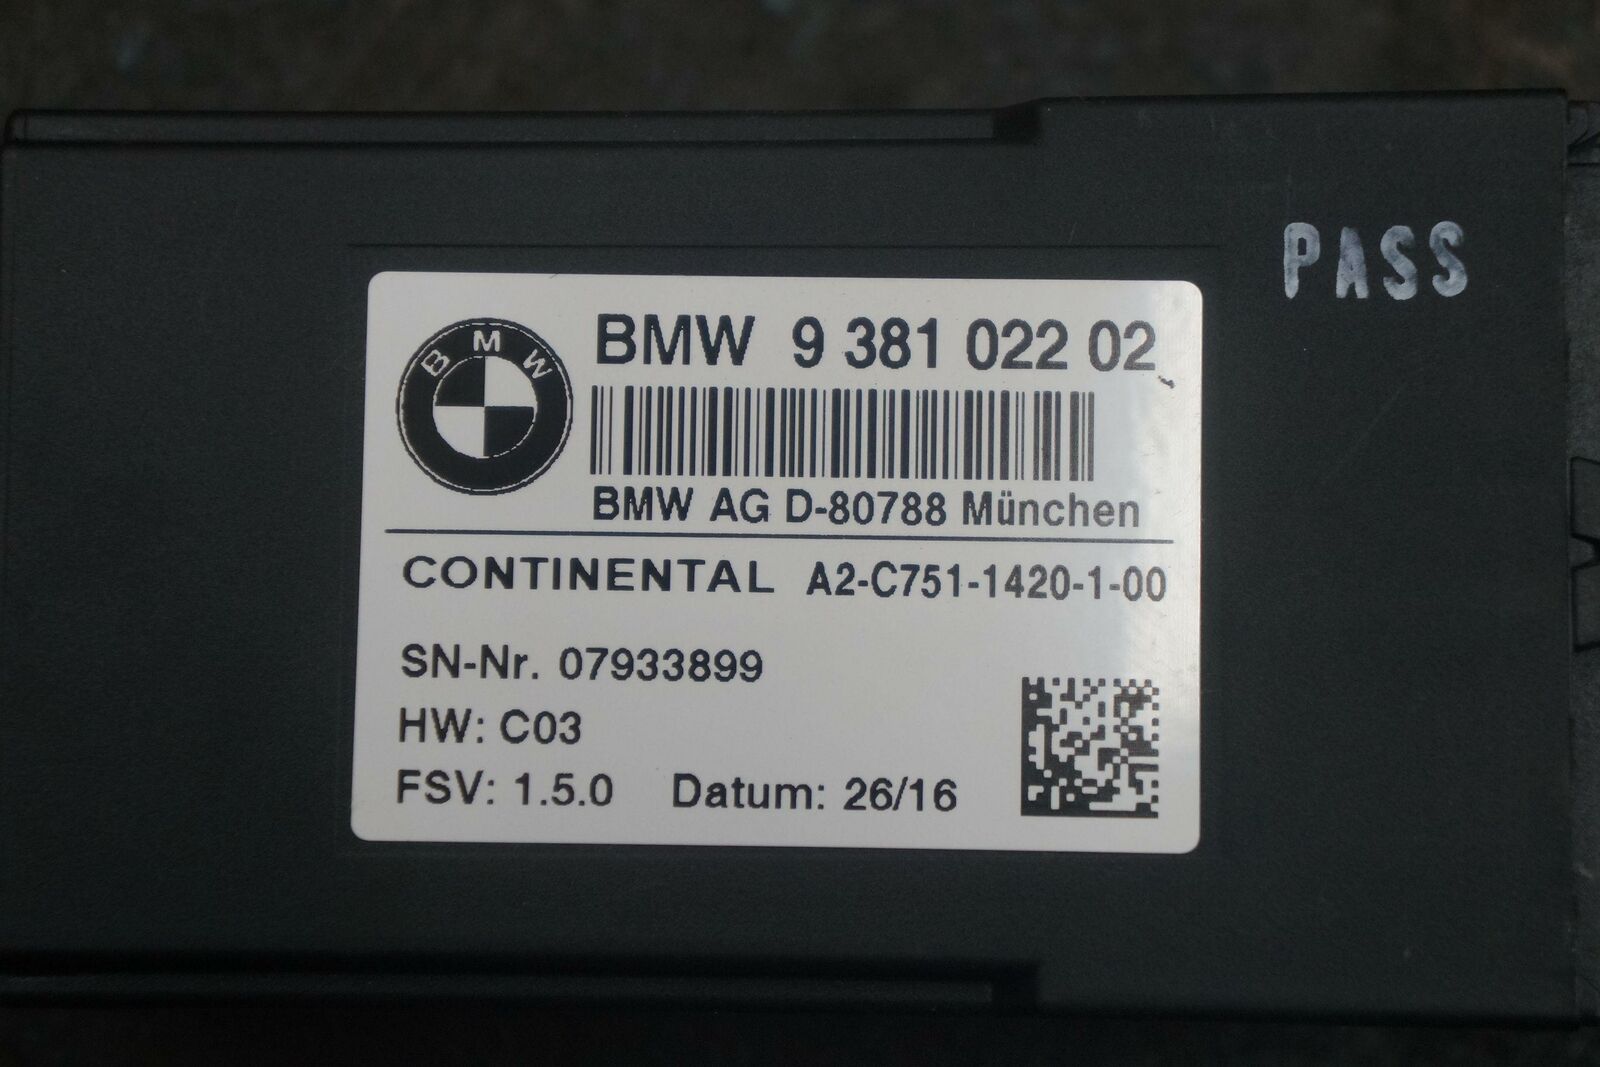 PASS
BMW
BMW 9 381 022 02
BMW AG D-80788 München
CONTINENTAL A2-C751-1420-1-00
SN-Nr. 07933899
HW: C03
FSV: 1.5.0 Datum: 26/16